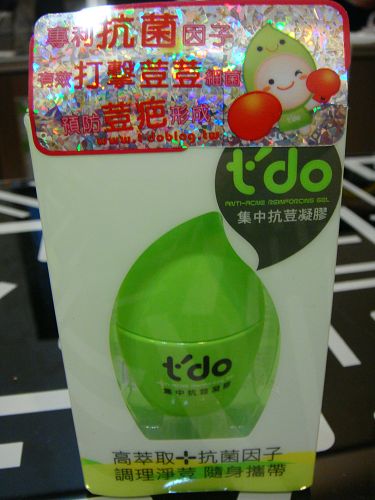 專利抗菌因子
有效打擊荳荳細菌
預防荳疤形成
www.t-doblog.tw
t'do
ANTI-ACNE REINFORCING GEL
集中抗荳凝膠
t'do
集中抗荳凝膠
高萃取+抗菌因子
調理淨荳 隨身攜帶